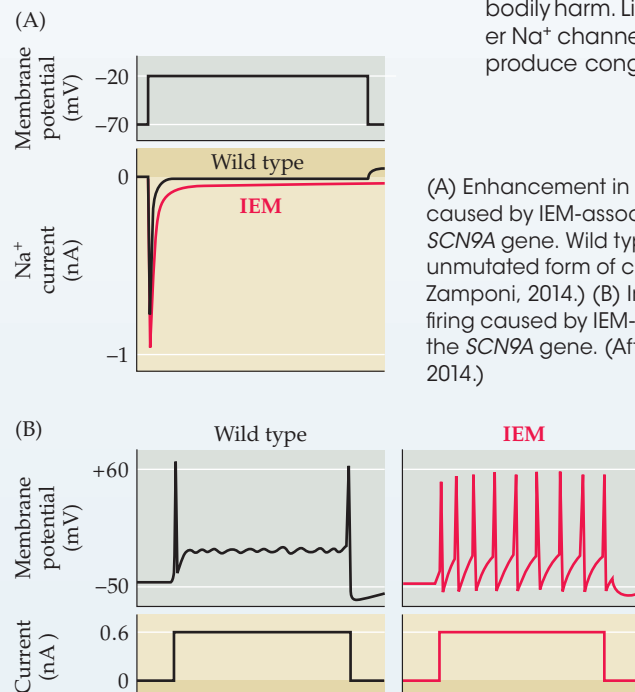 (A)
Membrane
potential
(mV)
–20
–70
Wild type
IEM
Na⁺
current
(nA)
0
–1
bodily harm. Li
er Na⁺ channe
produce cong
(A) Enhancement in
caused by IEM-assoc
SCN9A gene. Wild typ
unmutated form of c
Zamponi, 2014.) (B) In
firing caused by IEM-
the SCN9A gene. (Aft
2014.)
(B)
Wild type
IEM
Membrane
potential
(mV)
+60
–50
Current
(nA )
0.6
0